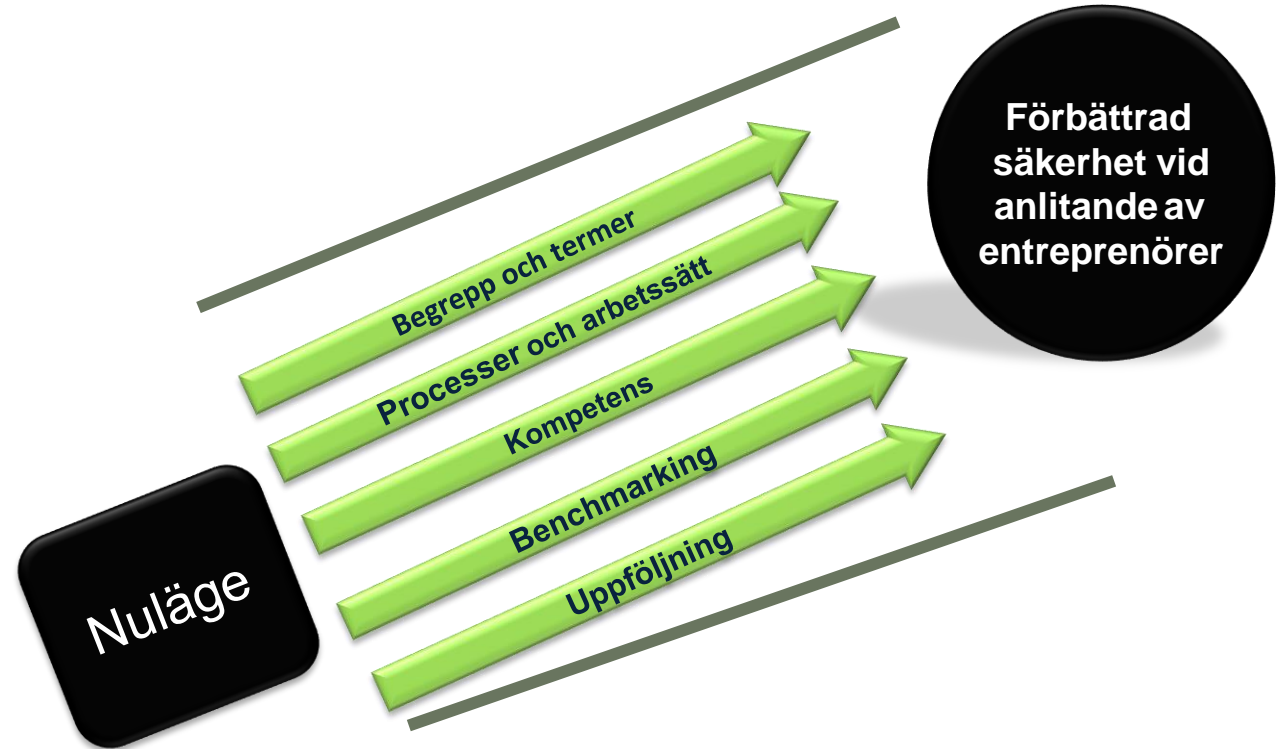 Förbättrad
säkerhet vid
anlitande av
entreprenörer
Begrepp och termer
Processer och arbetssätt
Kompetens
Benchmarking
Uppföljning
Nuläge